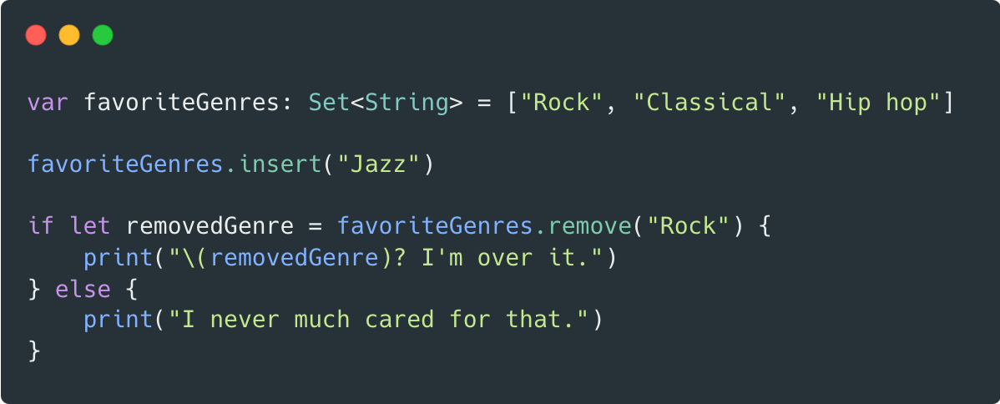 var favoriteGenres: Set<String> = ["Rock", "Classical", "Hip hop"]
favoriteGenres.insert("Jazz")
if let removedGenre = favoriteGenres.remove("Rock") {
    print("\(removedGenre)? I'm over it.")
} else {
    print("I never much cared for that.")
}